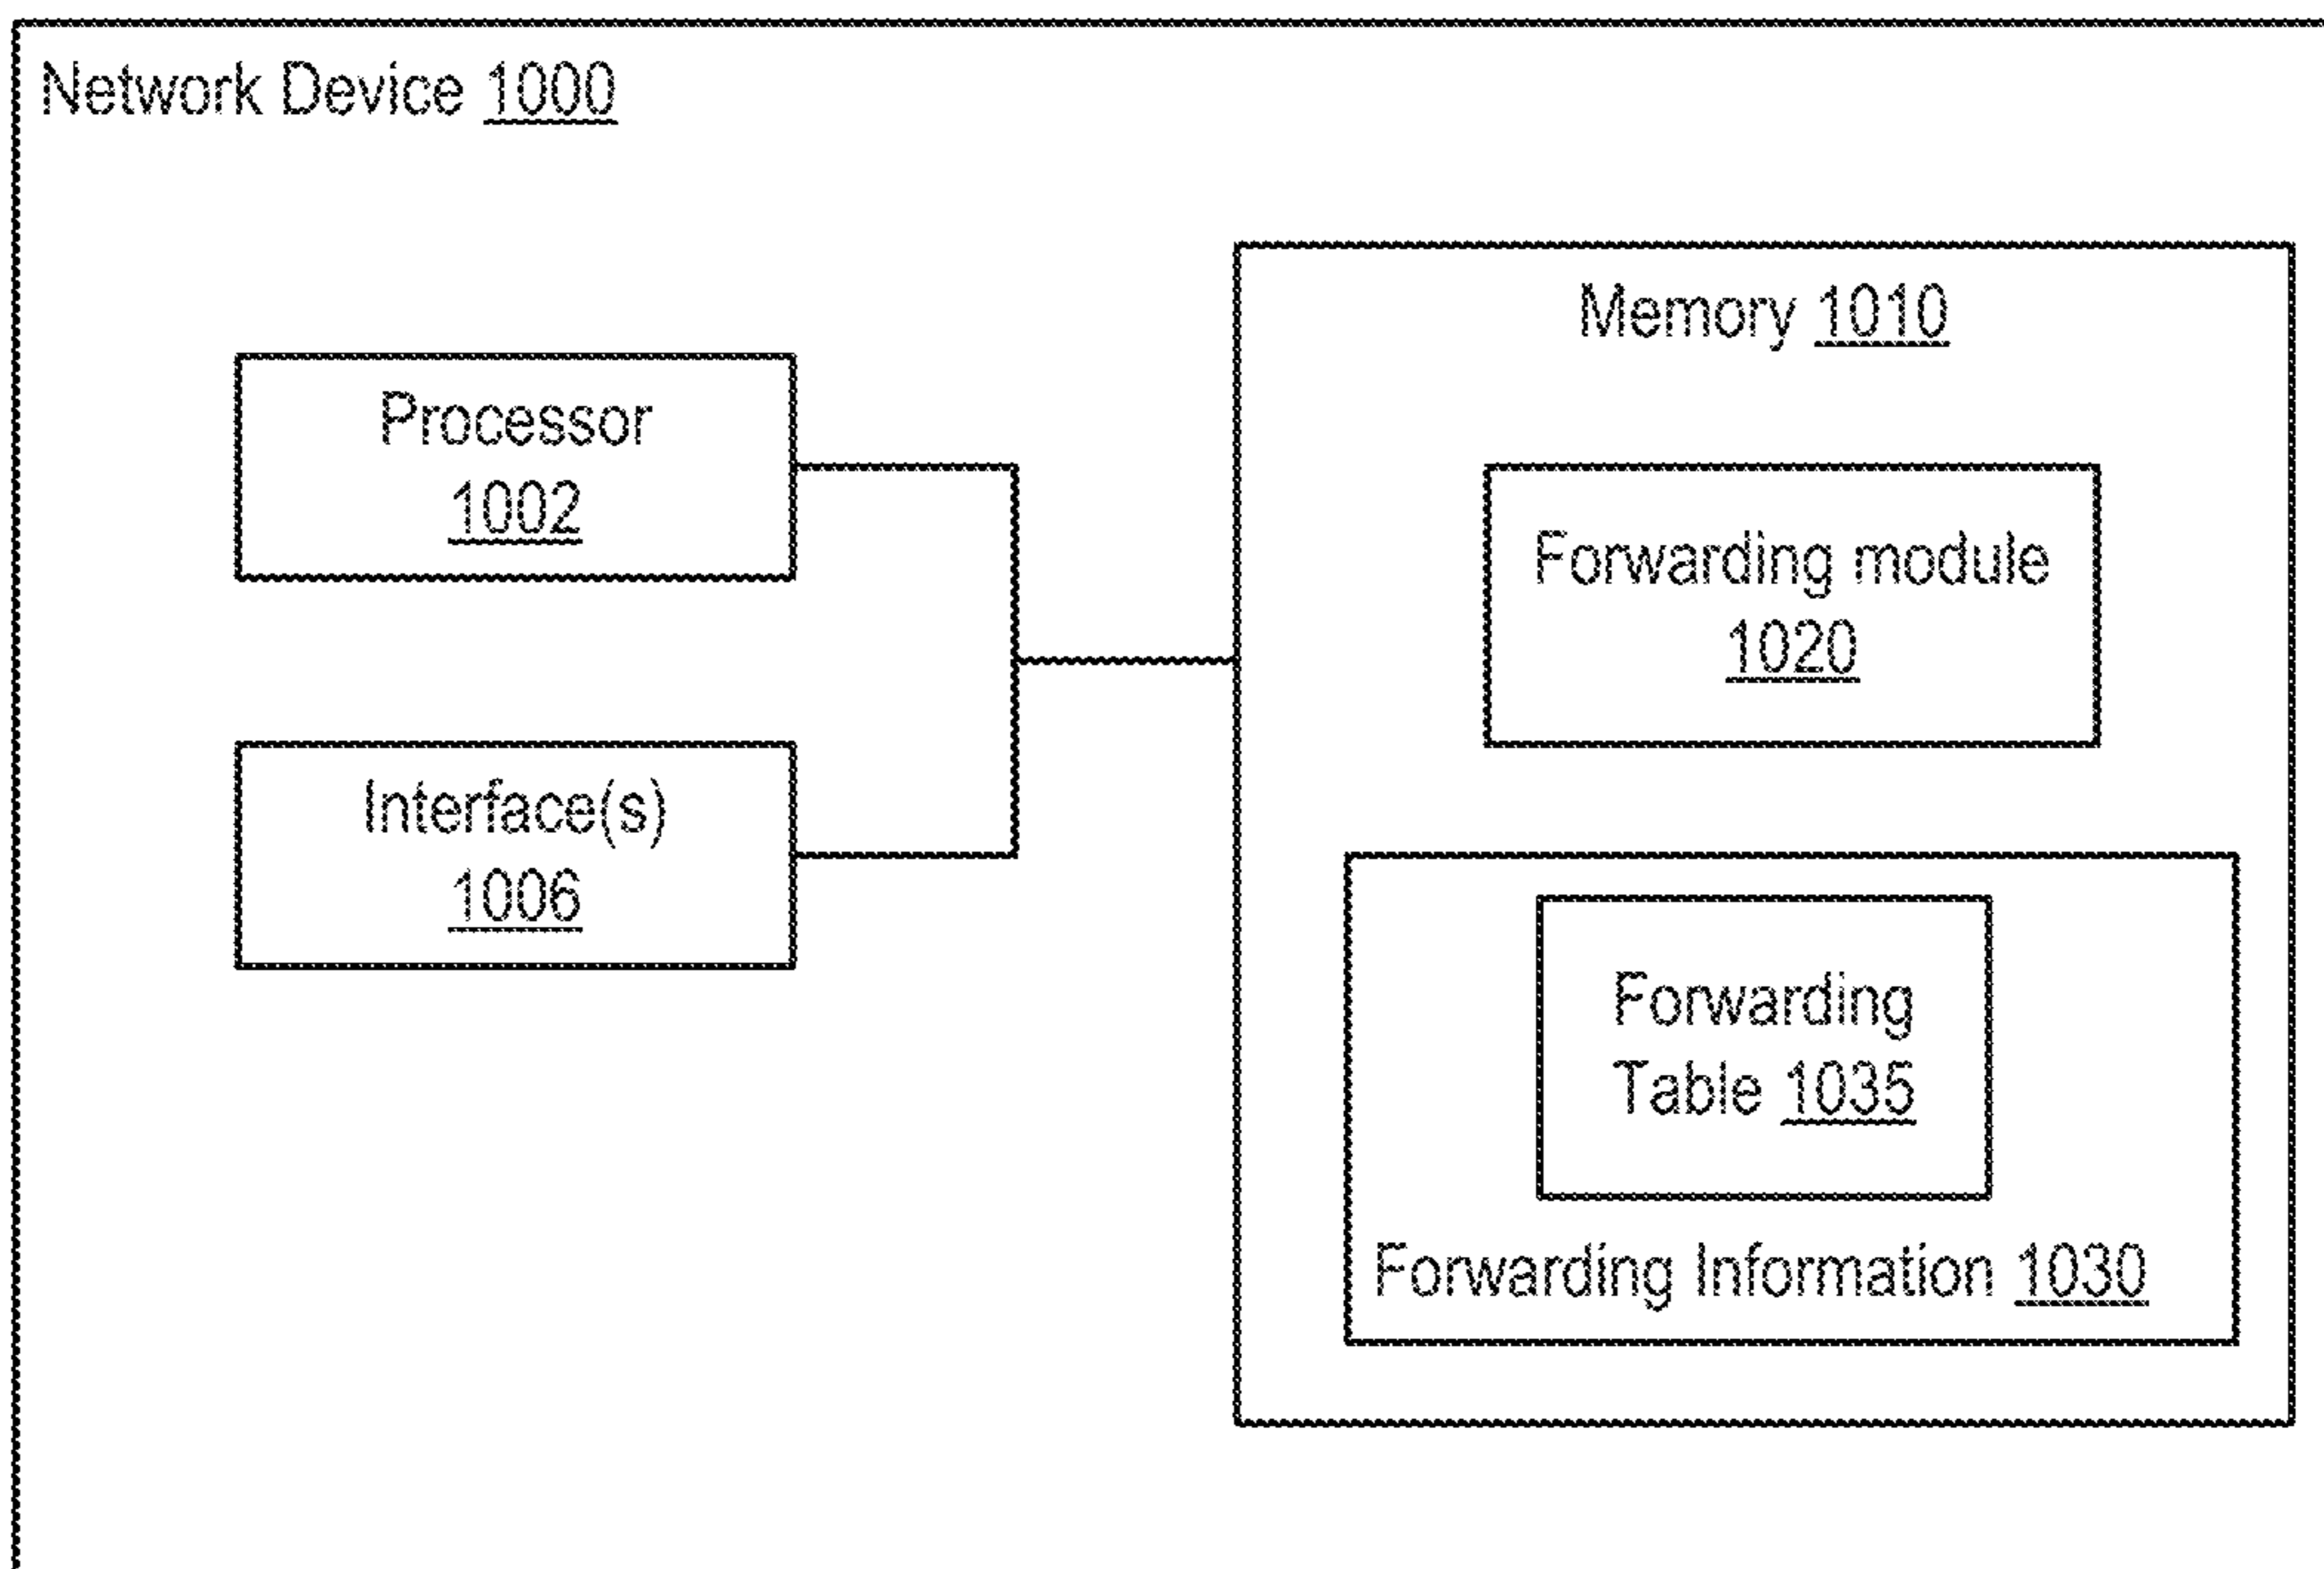 Network Device 1000
Memory 1010
Processor
1002
Forwarding module
1020
Interface(s)
1006
Forwarding
Table 1035
Forwarding Information 1030